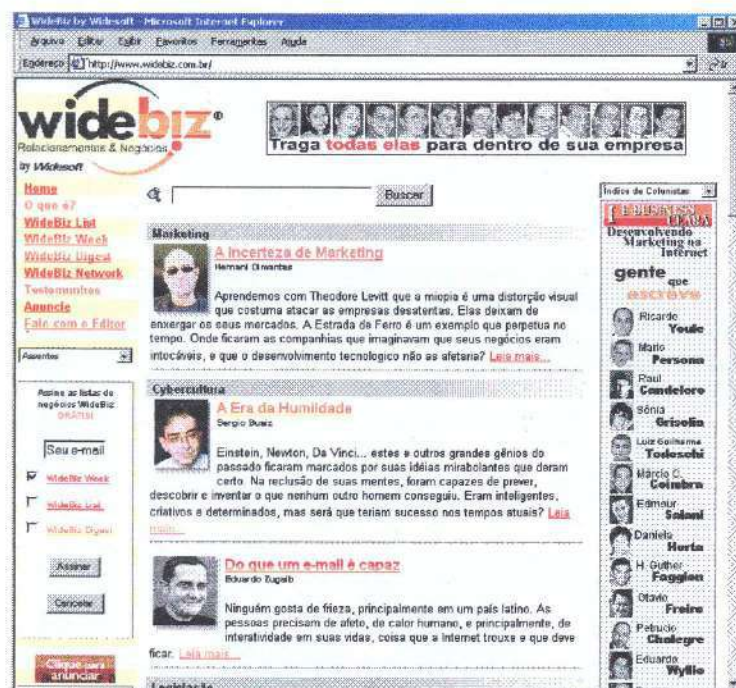 WideBiz by Widesoft - Microsoft Internet Explorer
Arquivo Editar Exibir Favoritos Ferramentas Ajuda
Endereço http://www.widebiz.com.br/
widebiz®
Relacionamentos & Negócios
by Widesoft
Traga todas elas para dentro de sua empresa
Home
O que é?
WideBiz List
WideBiz Week
WideBiz Digest
WideBiz Network
Testemunhos
Anuncie
Fale com o Editor
Assuntos
Assine as listas de
negócios WideBiz
GRÁTIS!
Seu e-mail
WideBiz Week
WideBiz List
WideBiz Digest
Assinar
Cancelar
Clique para
anunciar
Buscar
Marketing
A Incerteza de Marketing
Aprendemos com Theodore Levitt que a miopia é uma distorção visual
que costuma atacar as empresas desatentas. Elas deixam de
enxergar os seus mercados. A Estrada de Ferro é um exemplo que perpetua no
tempo. Onde ficaram as companhias que imaginavam que seus negócios eram
intocáveis, e que o desenvolvimento tecnologico não as afetaria? Leia mais...
Cybercultura
A Era da Humildade
Sergio Buaiz
Einstein, Newton, Da Vinci... estes e outros grandes gênios do
passado ficaram marcados por suas idéias mirabolantes que deram
certo. Na reclusão de suas mentes, foram capazes de prever,
descobrir e inventar o que nenhum outro homem conseguiu. Eram inteligentes,
criativos e determinados, mas será que teriam sucesso nos tempos atuais? Leia
mais...
Do que um e-mail é capaz
Eduardo Zugaib
Ninguém gosta de frieza, principalmente em um país latino. As
pessoas precisam de afeto, de calor humano, e principalmente, de
interatividade em suas vidas, coisa que a Internet trouxe e que deve
ficar. Leia mais...
Legislação
Índice de Colunistas
E-BUSINESS
Desenvolvendo
Marketing na
Internet
gente
que
escreve
Ricardo
Youle
Mario
Persona
Raul
Candeloro
Sônia
Grisolia
Luiz Guilherme
Todeschi
Márcio C.
Coimbra
Edmour
Saiani
Daniela
Horta
H. Guther
Faggion
Otavio
Freire
Petrucio
Chalegre
Eduardo
Wyllie